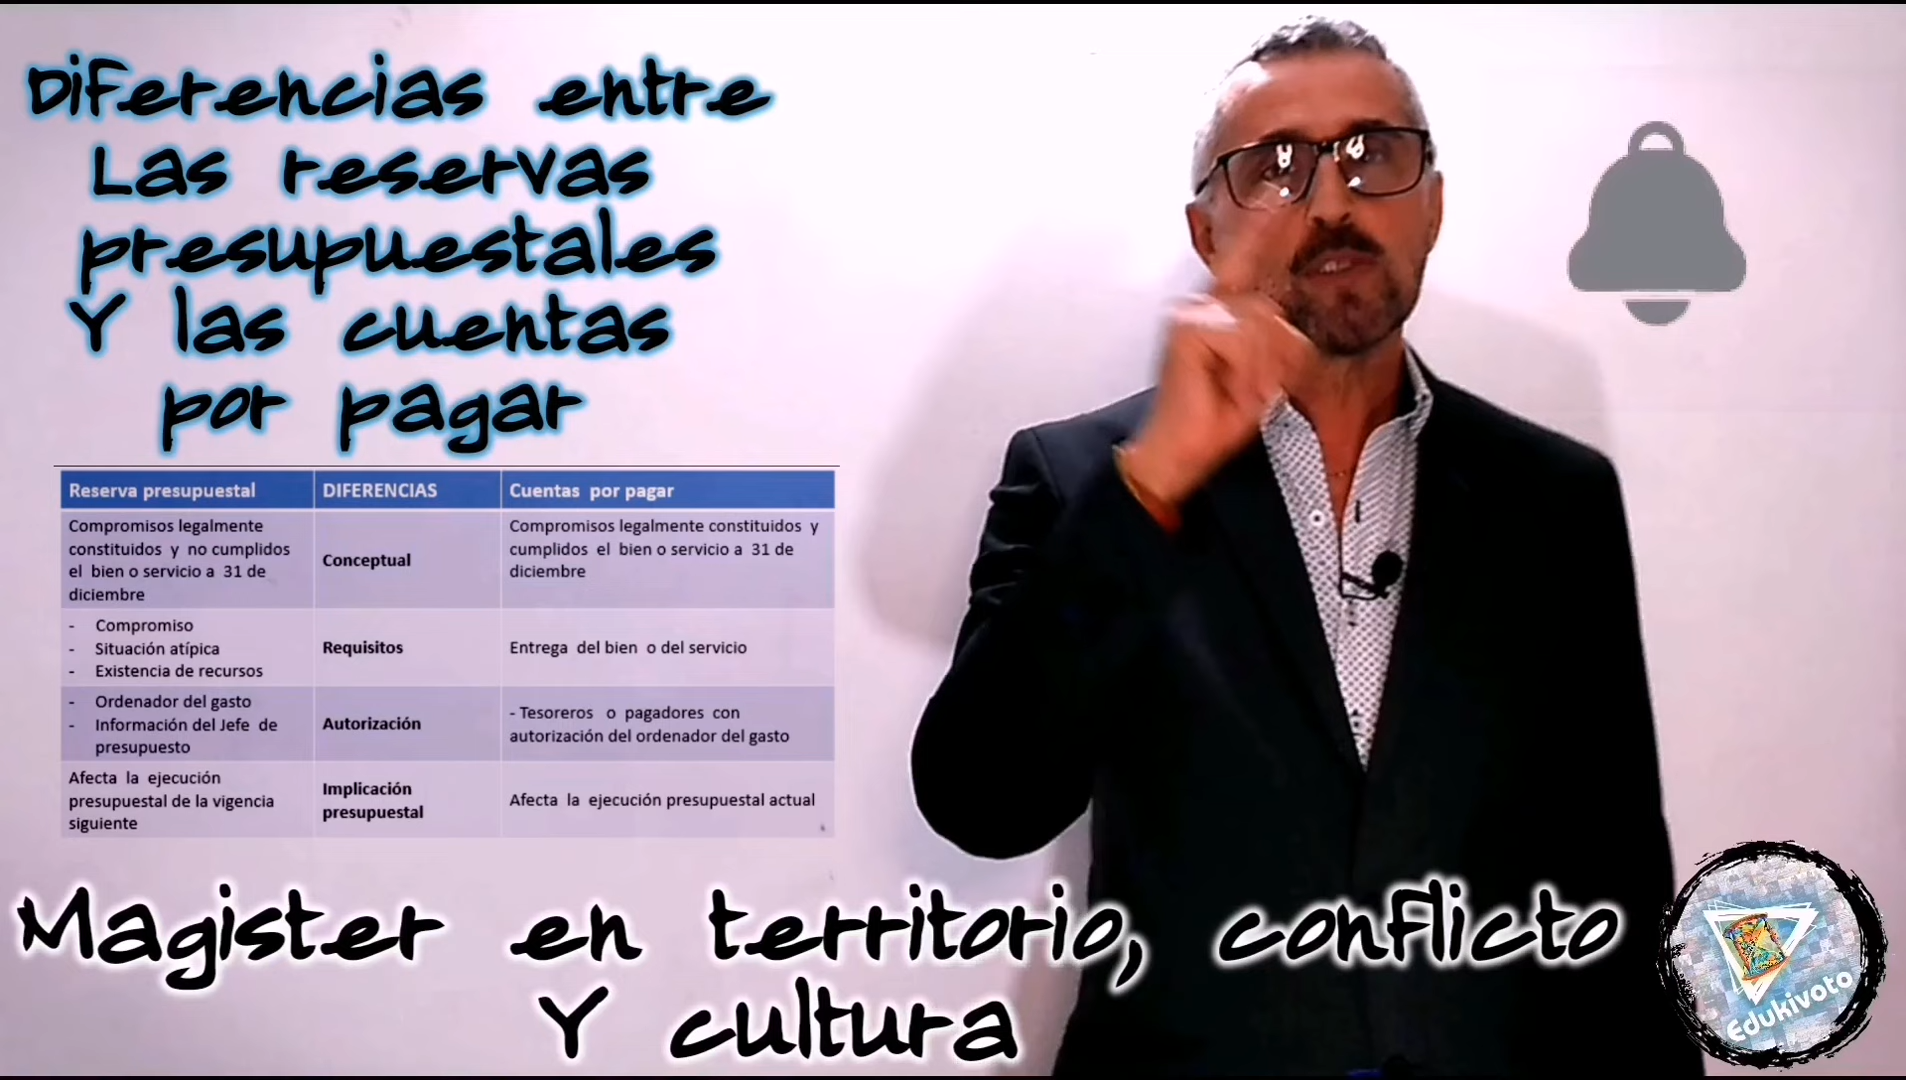 Diferencias entre
Las reservas
presupuestales
Y las cuentas
por pagar
Reserva presupuestal
DIFERENCIAS
Cuentas por pagar
Compromisos legalmente
constituidos y no cumplidos
el bien o servicio a 31 de
diciembre
Conceptual
Compromisos legalmente constituidos y
cumplidos el bien o servicio a 31 de
diciembre
- Compromiso
- Situación atípica
- Existencia de recursos
Requisitos
Entrega del bien o del servicio
- Ordenador del gasto
- Información del Jefe de
presupuesto
Autorización
- Tesoreros o pagadores con
autorización del ordenador del gasto
Afecta la ejecución
presupuestal de la vigencia
siguiente
Implicación
presupuestal
Afecta la ejecución presupuestal actual
Magister en territorio, conflicto
Y cultura
Edukivoto